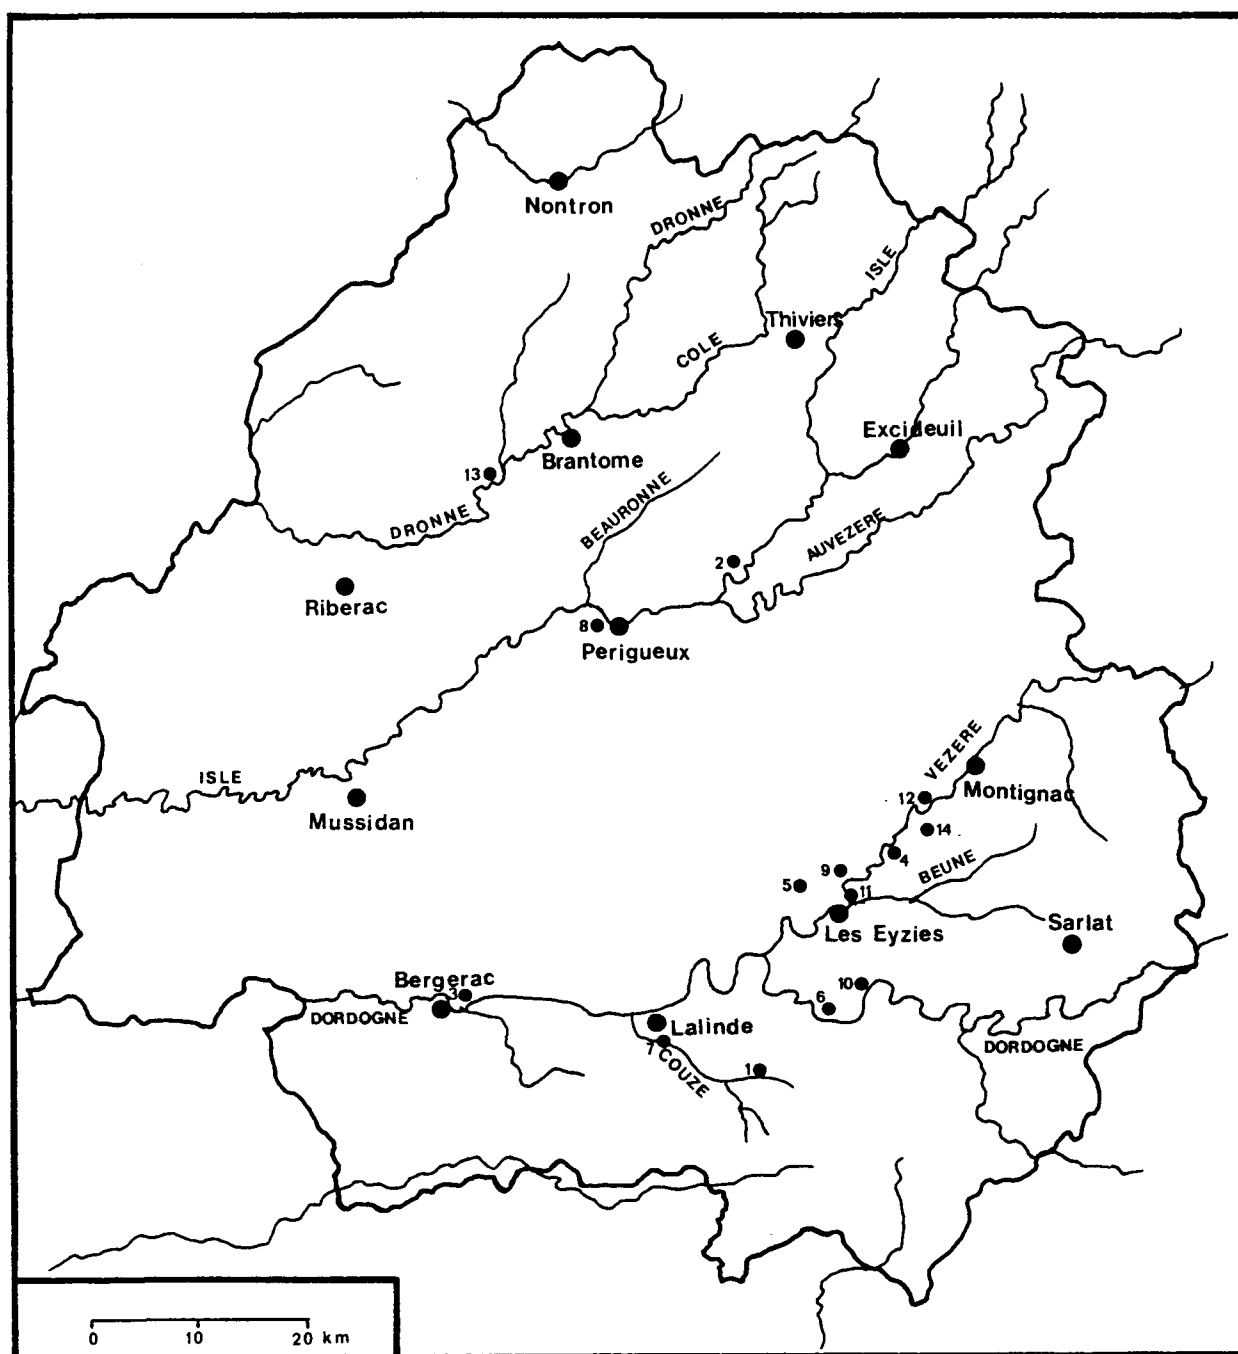 Nontron
DRONNE
ISLE
Thiviers
COLE
Excideuil
Brantome
13
BEAURONNE
DRONNE
AUVEZERE
2
Riberac
8
Perigueux
VEZERE
ISLE
Montignac
12
Mussidan
14
4
BEUNE
9
5
11
Sarlat
Les Eyzies
Bergerac
3
10
6
DORDOGNE
Lalinde
DORDOGNE
7
COUZE
1
0 10 20 km